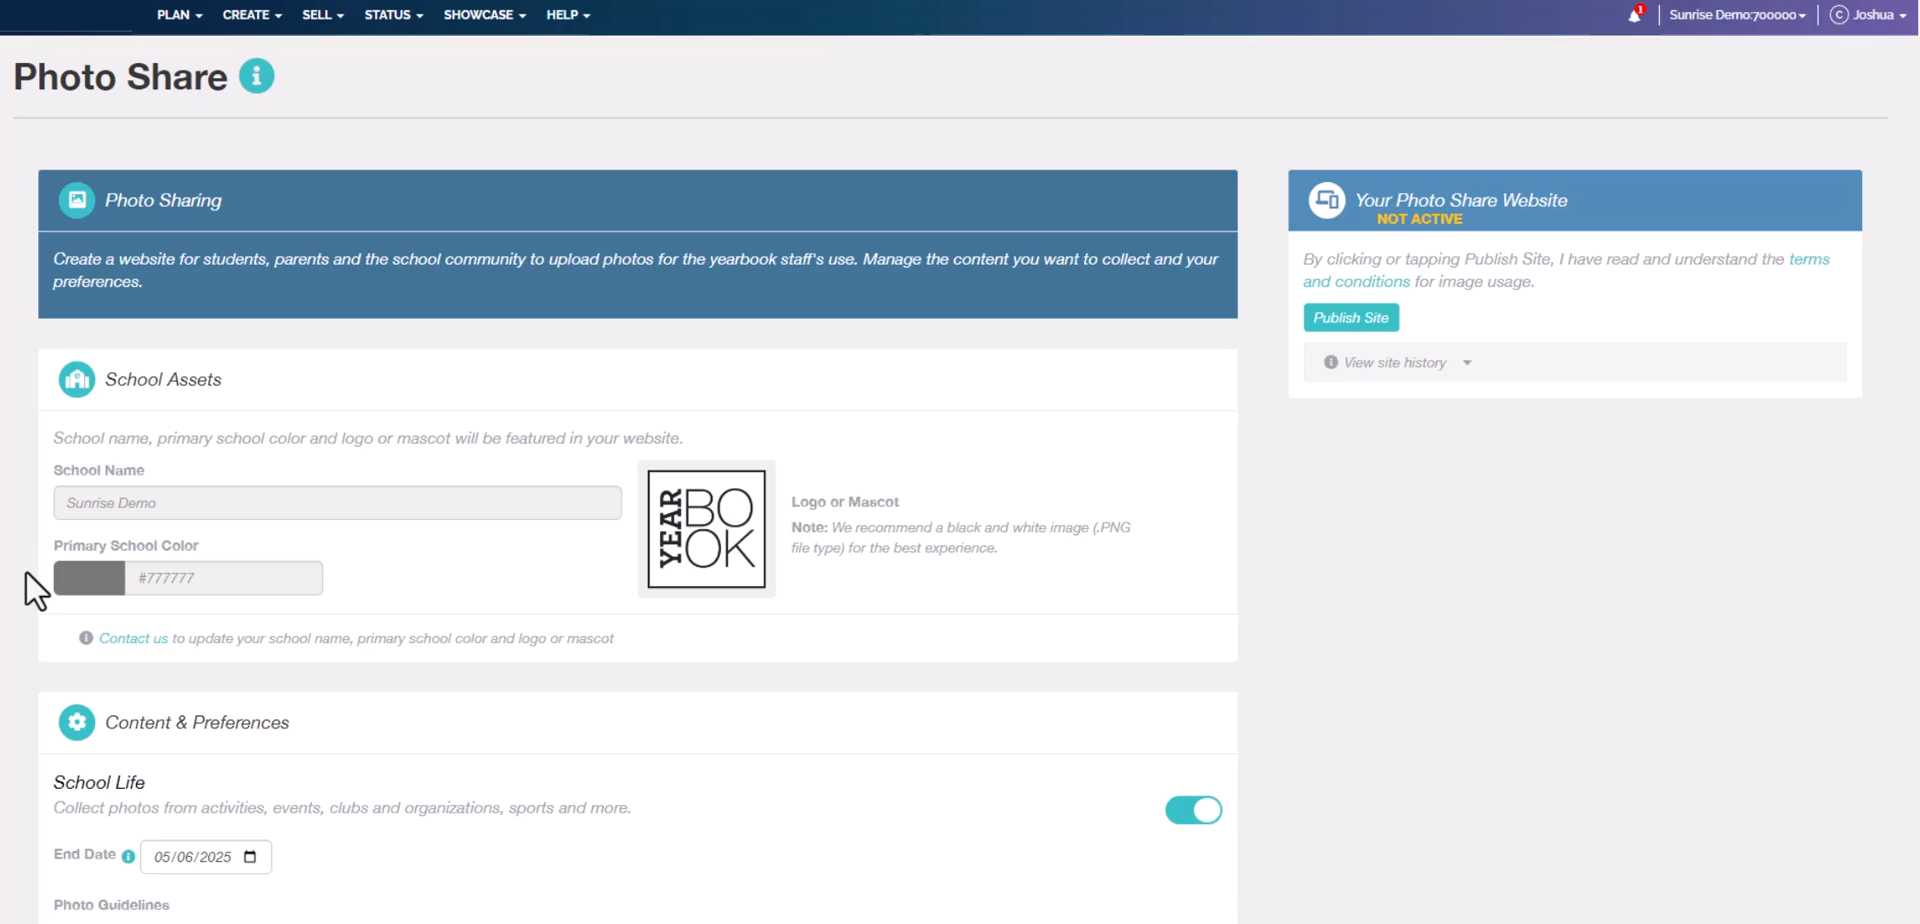 PLAN CREATE SELL STATUS SHOWCASE HELP
1 Sunrise Demo:700000 C Joshua
Photo Share i
Photo Sharing
Create a website for students, parents and the school community to upload photos for the yearbook staff's use. Manage the content you want to collect and your
preferences.
Your Photo Share Website
NOT ACTIVE
By clicking or tapping Publish Site, I have read and understand the terms
and conditions for image usage.
Publish Site
View site history
School Assets
School name, primary school color and logo or mascot will be featured in your website.
School Name
Sunrise Demo
Primary School Color
#777777
YEAR
BO
OK
Logo or Mascot
Note: We recommend a black and white image (.PNG
file type) for the best experience.
Contact us to update your school name, primary school color and logo or mascot
Content & Preferences
School Life
Collect photos from activities, events, clubs and organizations, sports and more.
End Date 05/06/2025
Photo Guidelines